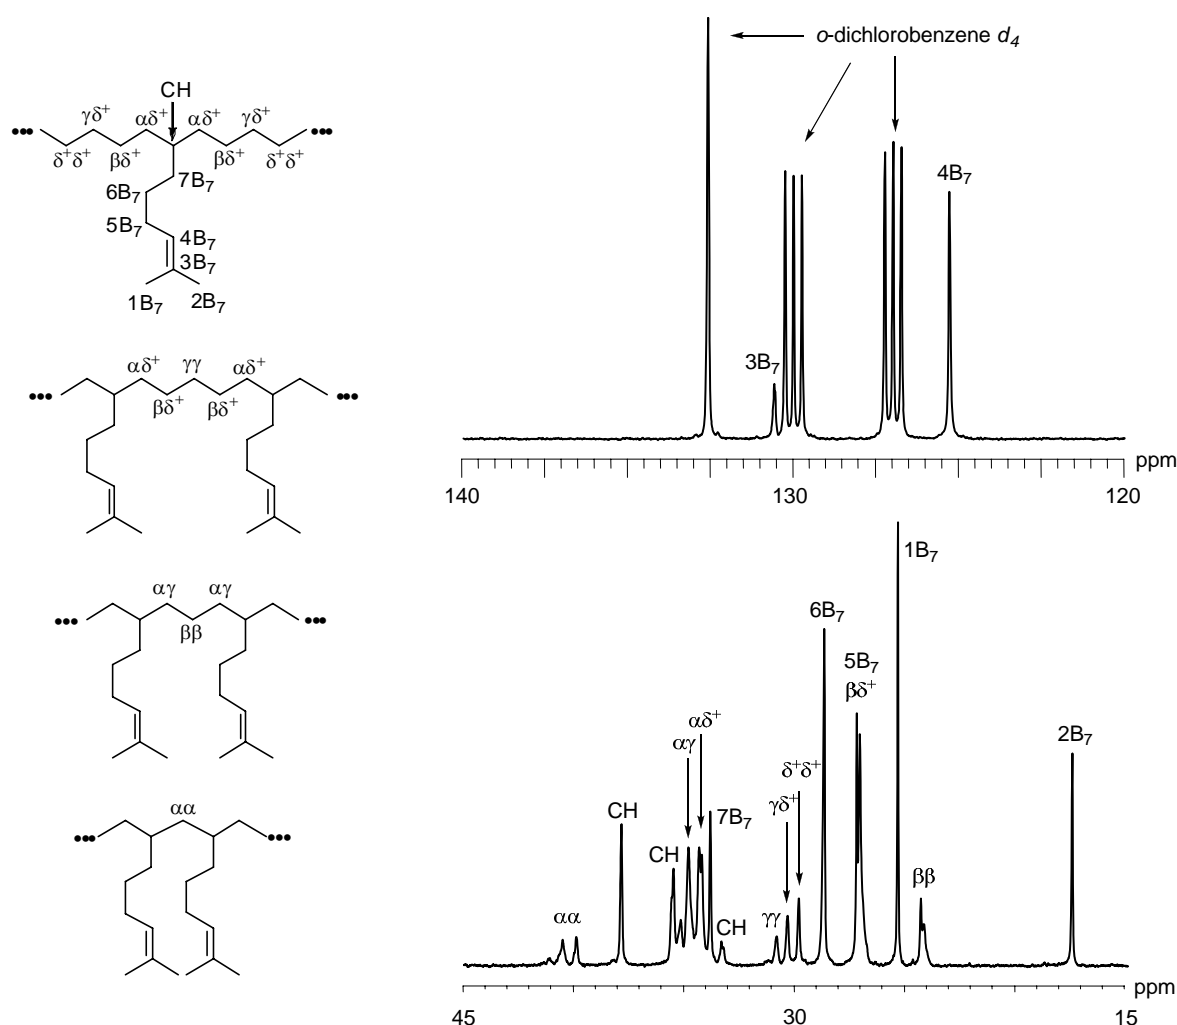 CH
γδ⁺ αδ⁺ αδ⁺ γδ⁺
δ⁺δ⁺ βδ⁺ βδ⁺ δ⁺δ⁺
7B₇
6B₇
5B₇
4B₇
3B₇
1B₇ 2B₇
αδ⁺ γγ αδ⁺
βδ⁺ βδ⁺
αγ αγ
ββ
αα
o-dichlorobenzene d₄
4B₇
3B₇
ppm
140 130 120
1B₇
6B₇
5B₇
βδ⁺
2B₇
αδ⁺
αγ
δ⁺δ⁺
γδ⁺
CH
7B₇
CH
ββ
αα
γγ
CH
ppm
45 30 15